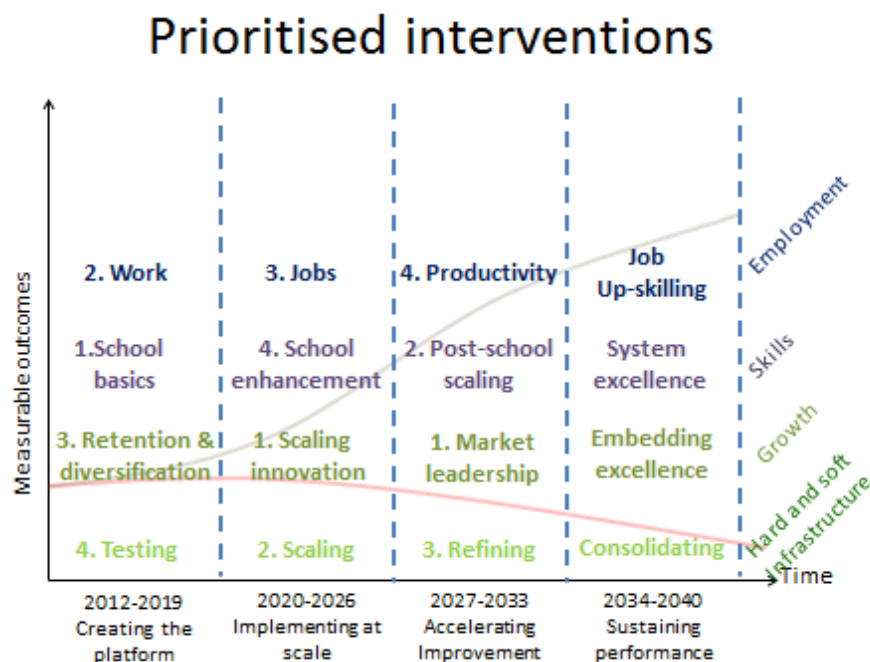 Prioritised interventions
Measurable outcomes
2. Work
3. Jobs
4. Productivity
Job
Up-skilling
Employment
1.School
basics
4. School
enhancement
2. Post-school
scaling
System
excellence
Skills
3. Retention &
diversification
1. Scaling
innovation
1. Market
leadership
Embedding
excellence
Growth
4. Testing
2. Scaling
3. Refining
Consolidating
Hard and soft
Infrastructure
Time
2012-2019
Creating the
platform
2020-2026
Implementing at
scale
2027-2033
Accelerating
Improvement
2034-2040
Sustaining
performance